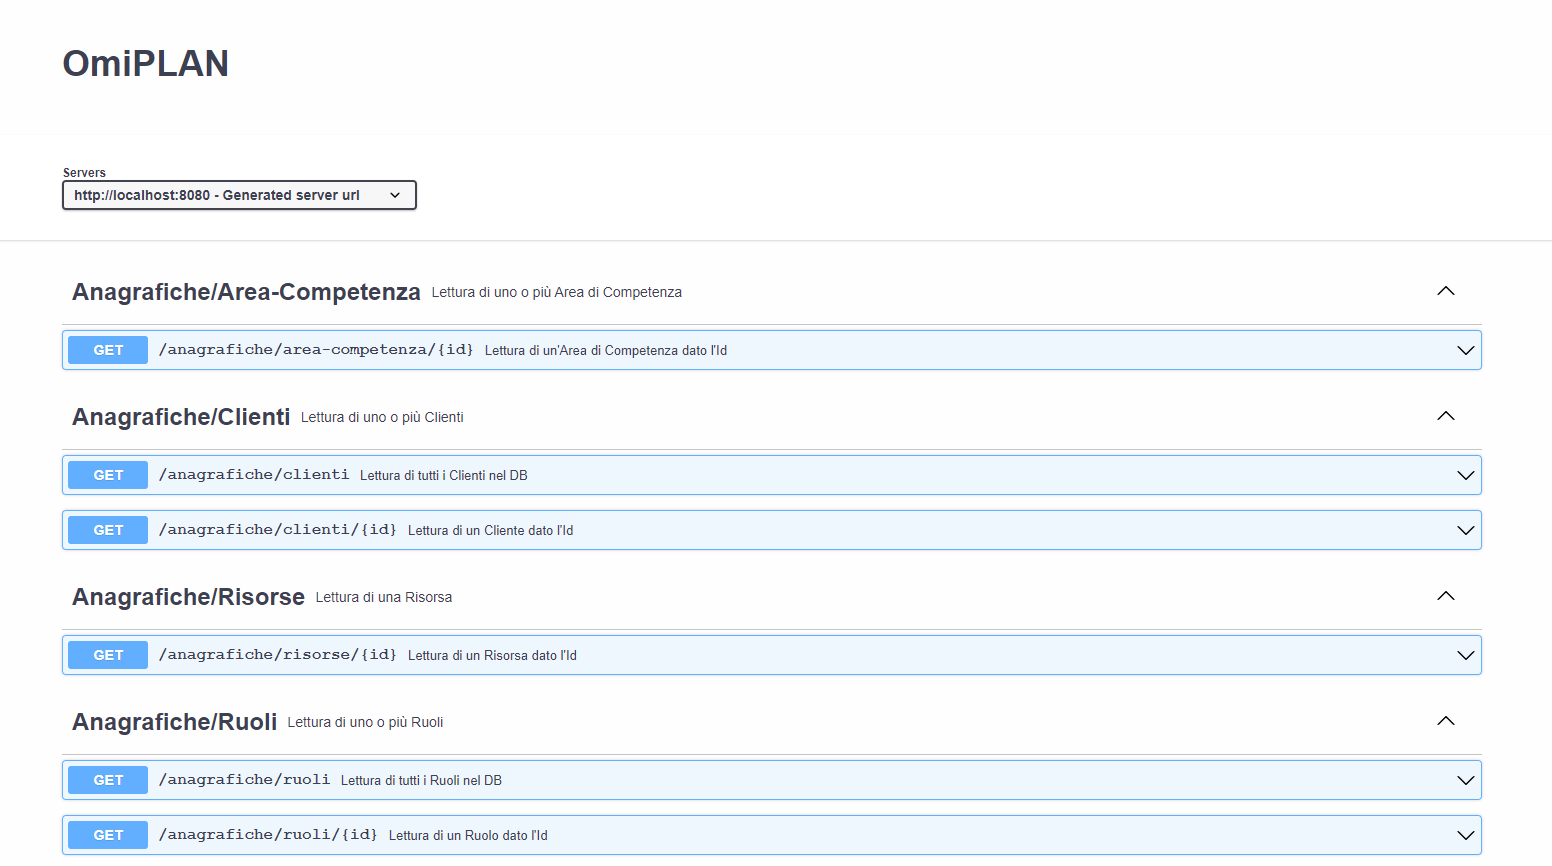 OmiPLAN
Servers
http://localhost:8080 - Generated server url
Anagrafiche/Area-Competenza Lettura di uno o più Area di Competenza
GET /anagrafiche/area-competenza/{id} Lettura di un'Area di Competenza dato l'Id
Anagrafiche/Clienti Lettura di uno o più Clienti
GET /anagrafiche/clienti Lettura di tutti i Clienti nel DB
GET /anagrafiche/clienti/{id} Lettura di un Cliente dato l'Id
Anagrafiche/Risorse Lettura di una Risorsa
GET /anagrafiche/risorse/{id} Lettura di un Risorsa dato l'Id
Anagrafiche/Ruoli Lettura di uno o più Ruoli
GET /anagrafiche/ruoli Lettura di tutti i Ruoli nel DB
GET /anagrafiche/ruoli/{id} Lettura di un Ruolo dato l'Id